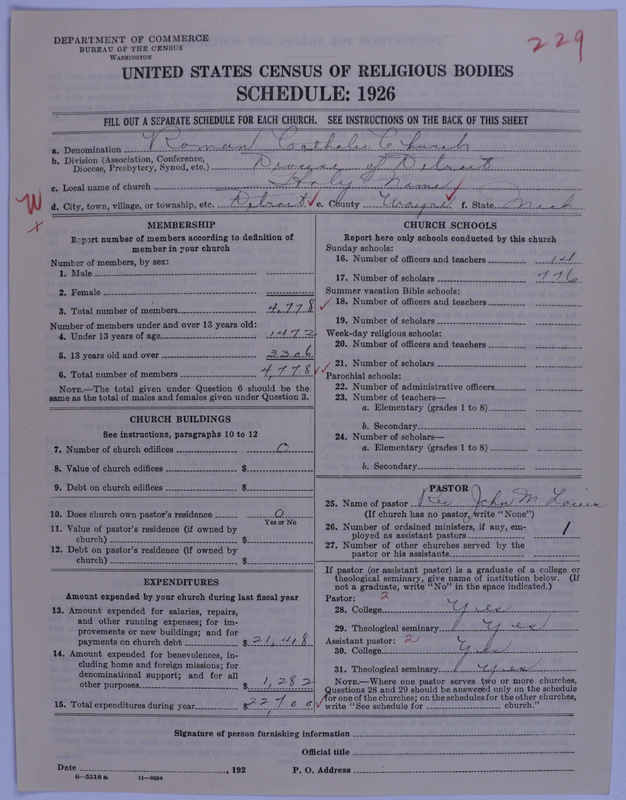 DEPARTMENT OF COMMERCE
BUREAU OF THE CENSUS
WASHINGTON
229
UNITED STATES CENSUS OF RELIGIOUS BODIES
SCHEDULE: 1926
FILL OUT A SEPARATE SCHEDULE FOR EACH CHURCH. SEE INSTRUCTIONS ON THE BACK OF THIS SHEET
a. Denomination Roman Catholic Church
b. Division (Association, Conference,
Diocese, Presbytery, Synod, etc.) Diocese of Detroit
c. Local name of church Holy Name
d. City, town, village, or township, etc. Detroit e. County Wayne f. State Mich
W
x
MEMBERSHIP
Report number of members according to definition of
member in your church
Number of members, by sex:
1. Male
2. Female
3. Total number of members 4,778
Number of members under and over 13 years old:
4. Under 13 years of age 1472
5. 13 years old and over 3306
6. Total number of members 4,778
NOTE.—The total given under Question 6 should be the
same as the total of males and females given under Question 3.
CHURCH BUILDINGS
See instructions, paragraphs 10 to 12
7. Number of church edifices 0
8. Value of church edifices $
9. Debt on church edifices $
10. Does church own pastor's residence 0
Yes or No
11. Value of pastor's residence (if owned by
church) $
12. Debt on pastor's residence (if owned by
church) $
EXPENDITURES
Amount expended by your church during last fiscal year
13. Amount expended for salaries, repairs,
and other running expenses; for im-
provements or new buildings; and for
payments on church debt $21,418
14. Amount expended for benevolences, in-
cluding home and foreign missions; for
denominational support; and for all
other purposes $1,282
15. Total expenditures during year $22700
CHURCH SCHOOLS
Report here only schools conducted by this church
Sunday schools:
16. Number of officers and teachers 14
17. Number of scholars 776
Summer vacation Bible schools:
18. Number of officers and teachers
19. Number of scholars
Week-day religious schools:
20. Number of officers and teachers
21. Number of scholars
Parochial schools:
22. Number of administrative officers
23. Number of teachers—
a. Elementary (grades 1 to 8)
b. Secondary
24. Number of scholars—
a. Elementary (grades 1 to 8)
b. Secondary
PASTOR
25. Name of pastor Rev John M.
(If church has no pastor, write "None")
26. Number of ordained ministers, if any, em-
ployed as assistant pastors 1
27. Number of other churches served by the
pastor or his assistants
If pastor (or assistant pastor) is a graduate of a college or
theological seminary, give name of institution below. (If
not a graduate, write "No" in the space indicated.)
Pastor: 2
28. College Yes
29. Theological seminary Yes
Assistant pastor: 2
30. College Yes
31. Theological seminary Yes
NOTE.—Where one pastor serves two or more churches,
Questions 28 and 29 should be answered only on the schedule
for one of the churches; on the schedules for the other churches,
write "See schedule for church."
Signature of person furnishing information
Official title
Date , 192 P. O. Address
8—5518 a 11—9664